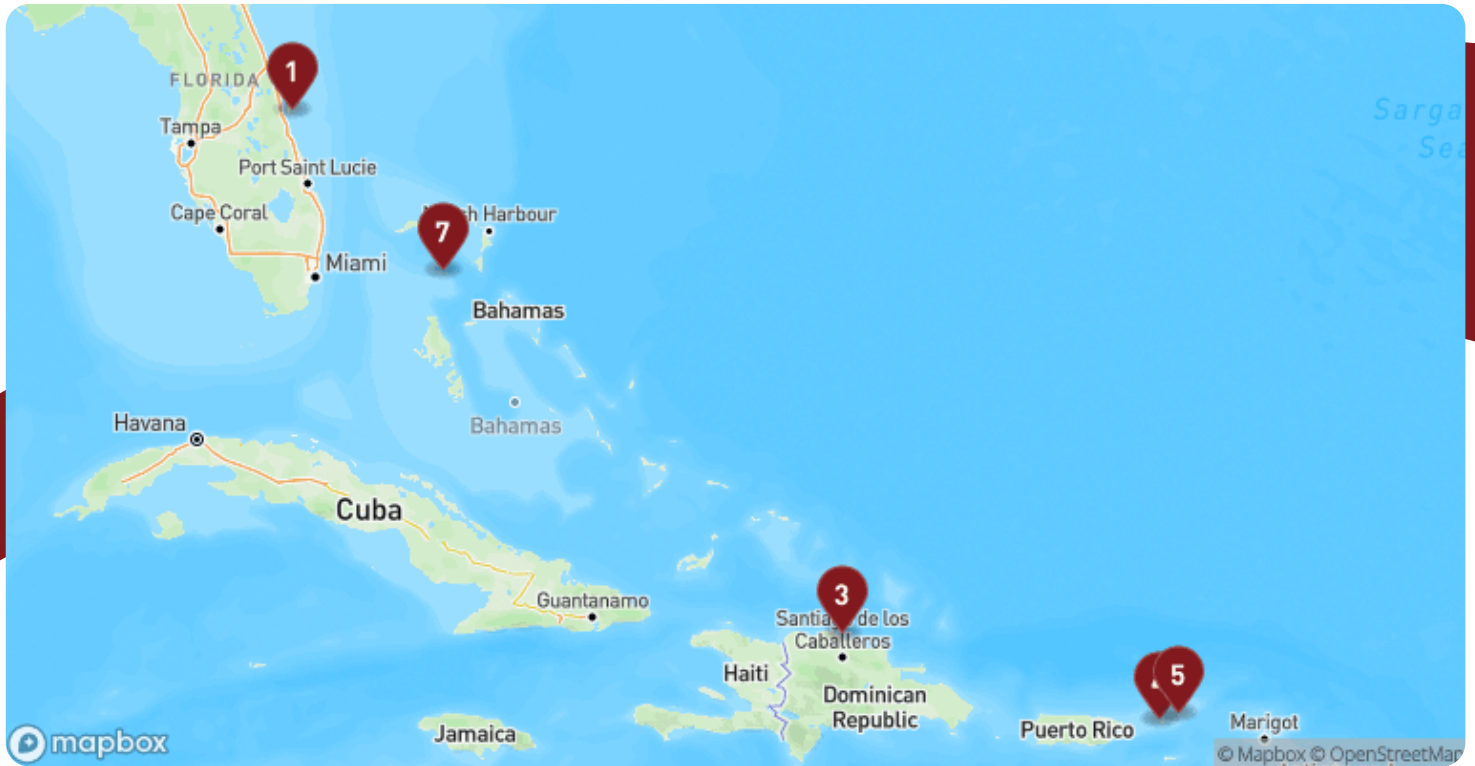 1
FLORIDA
Tampa
Port Saint Lucie
Cape Coral
Harbour
7
Miami
Bahamas
Bahamas
Havana
Cuba
Guantanamo
3
Santiago de los
Caballeros
Haiti
Dominican
Republic
5
Puerto Rico
Marigot
Jamaica
mapbox
© Mapbox © OpenStreetMap